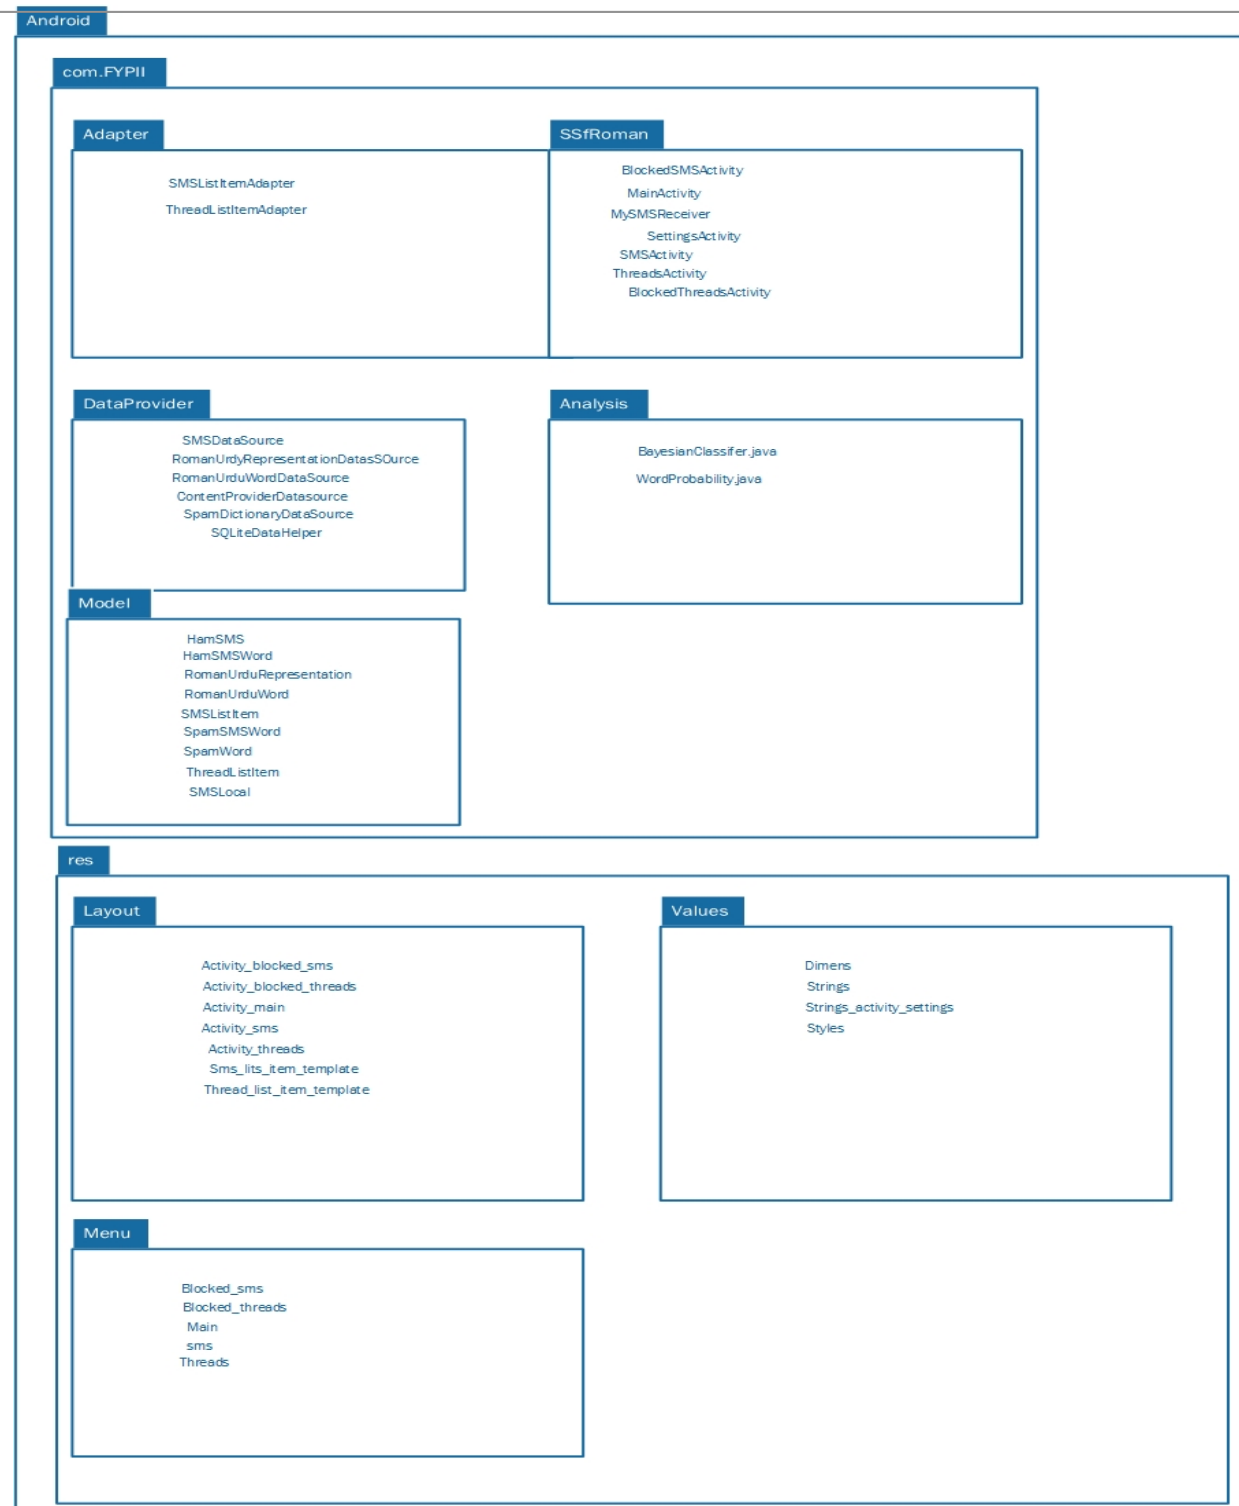 Android
com.FYPII
Adapter
SMSListItemAdapter
ThreadListItemAdapter
SSfRoman
BlockedSMSActivity
MainActivity
MySMSReceiver
SettingsActivity
SMSActivity
ThreadsActivity
BlockedThreadsActivity
DataProvider
SMSDataSource
RomanUrdyRepresentationDatasSOurce
RomanUrduWordDataSource
ContentProviderDatasource
SpamDictionaryDataSource
SQLiteDataHelper
Analysis
BayesianClassifer.java
WordProbability.java
Model
HamSMS
HamSMSWord
RomanUrduRepresentation
RomanUrduWord
SMSListItem
SpamSMSWord
SpamWord
ThreadListItem
SMSLocal
res
Layout
Activity_blocked_sms
Activity_blocked_threads
Activity_main
Activity_sms
Activity_threads
Sms_lits_item_template
Thread_list_item_template
Values
Dimens
Strings
Strings_activity_settings
Styles
Menu
Blocked_sms
Blocked_threads
Main
sms
Threads